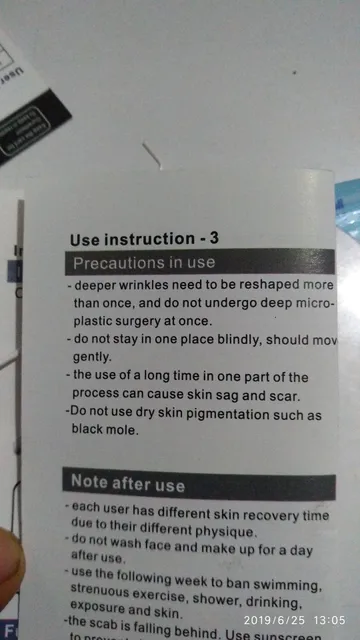 User
Use instruction - 3
Precautions in use
- deeper wrinkles need to be reshaped more
than once, and do not undergo deep micro-
plastic surgery at once.
- do not stay in one place blindly, should mov
gently.
- the use of a long time in one part of the
process can cause skin sag and scar.
-Do not use dry skin pigmentation such as
black mole.
Note after use
- each user has different skin recovery time
due to their different physique.
- do not wash face and make up for a day
after use.
- use the following week to ban swimming,
strenuous exercise, shower, drinking,
exposure and skin.
-the scab is falling behind. Use sunscreen
2019/6/25 13:05